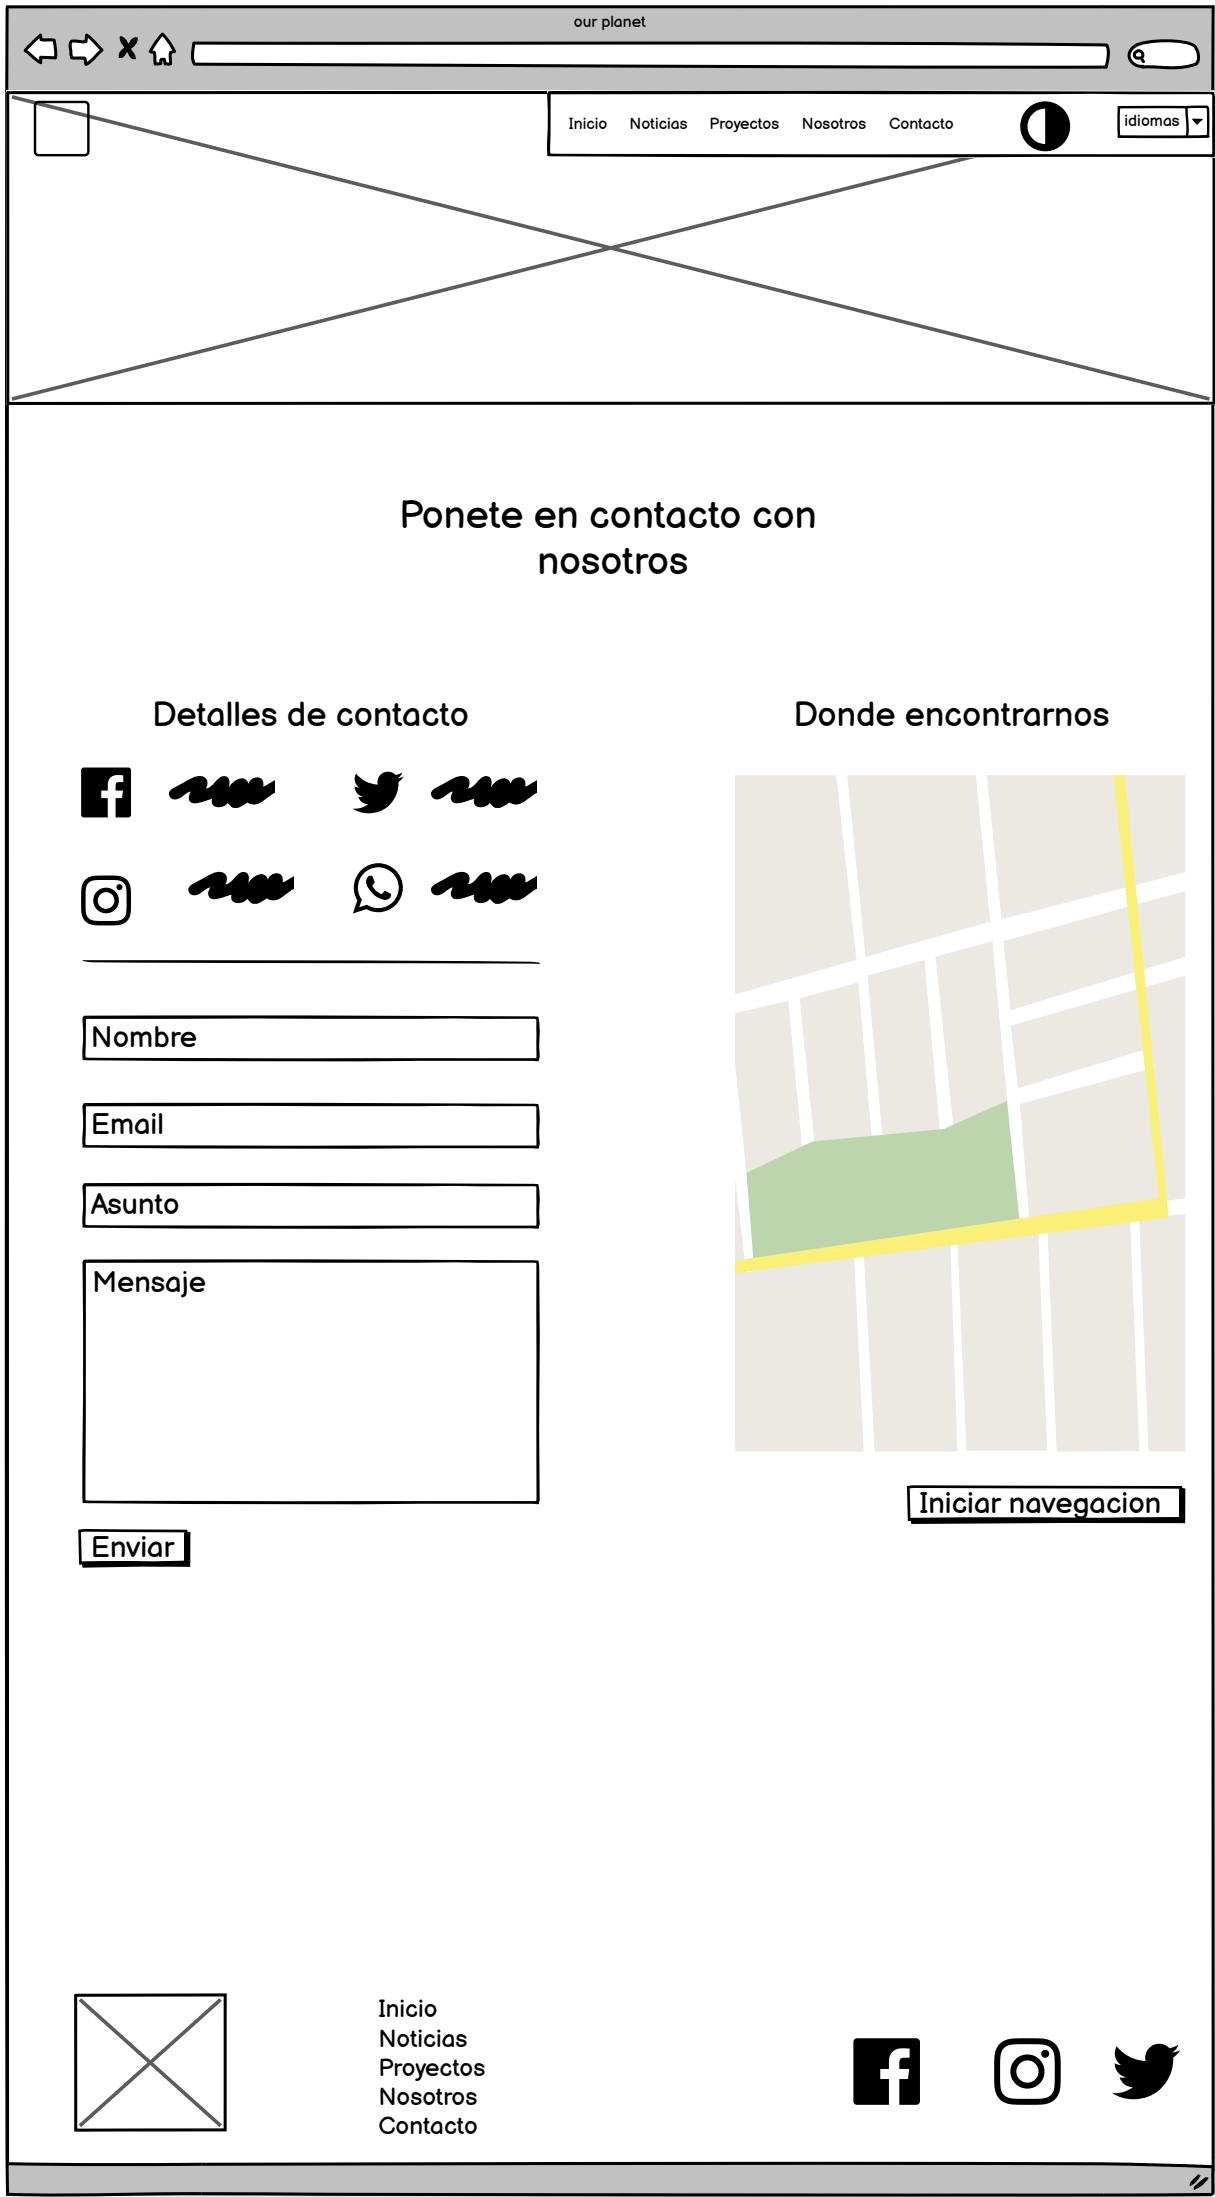 our planet
Inicio Noticias Proyectos Nosotros Contacto idiomas
Ponete en contacto con
nosotros
Detalles de contacto
Donde encontrarnos
Nombre
Email
Asunto
Mensaje
Iniciar navegacion
Enviar
Inicio
Noticias
Proyectos
Nosotros
Contacto